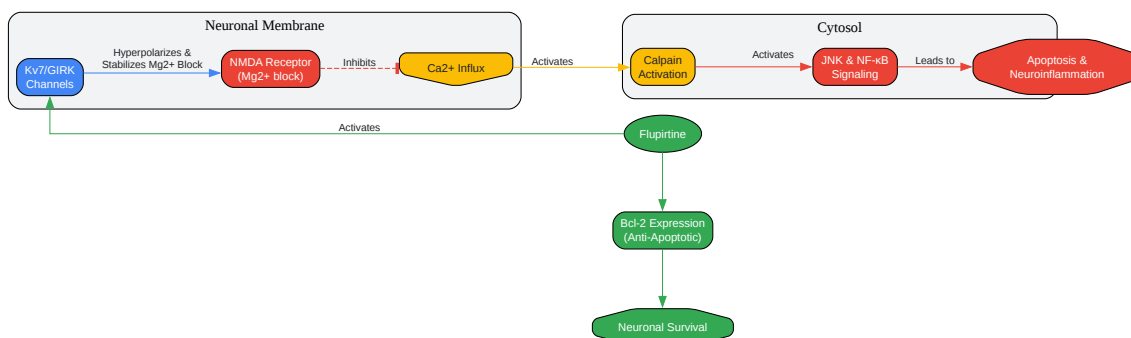 Neuronal Membrane
Cytosol
Kv7/GIRK
Channels
Hyperpolarizes &
Stabilizes Mg2+ Block
NMDA Receptor
(Mg2+ block)
Inhibits
Ca2+ Influx
Activates
Calpain
Activation
Activates
JNK & NF-κB
Signaling
Leads to
Apoptosis &
Neuroinflammation
Activates
Flupirtine
Bcl-2 Expression
(Anti-Apoptotic)
Neuronal Survival